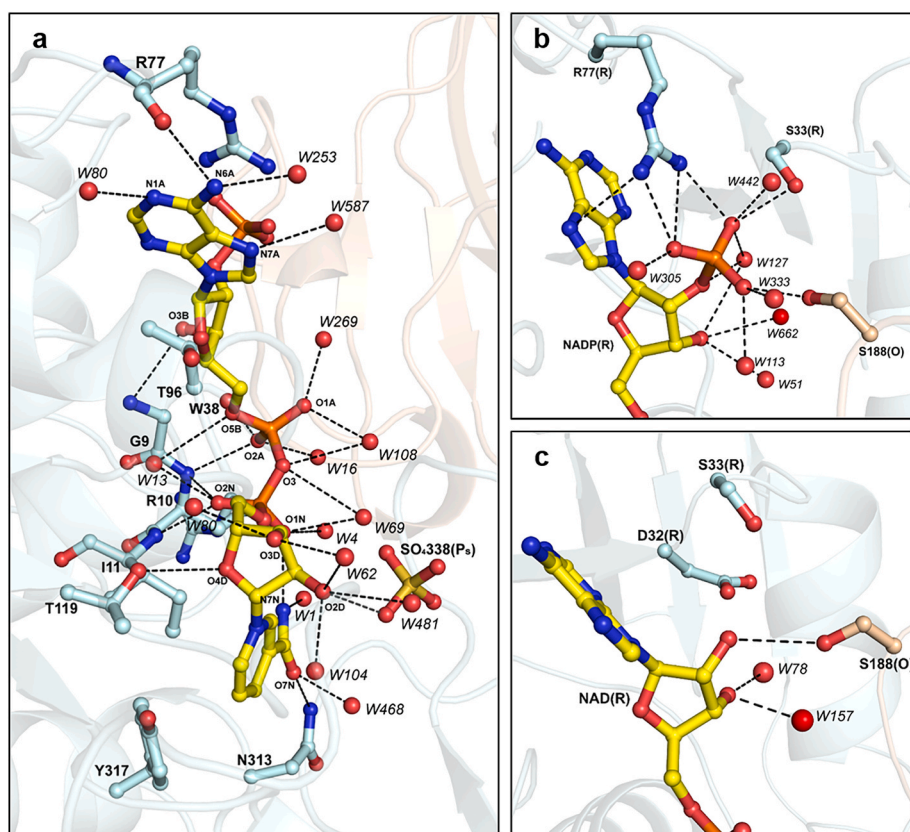 a
R77
W80
N1A
N6A
W253
W587
N7A
O3B
W269
T96
W38
O5B
O1A
G9
O2A
W16
W108
W13
O3
R10
O2N
O1N
W80
W69
W4
O3D
SO₄338(Pₛ)
I11
O4D
W62
T119
N7N
O2D
W1
W481
W104
O7N
W468
N313
Y317
b
R77(R)
S33(R)
W442
W127
W305
W333
NADP(R)
W662
S188(O)
W113
W51
c
S33(R)
D32(R)
W78
S188(O)
NAD(R)
W157